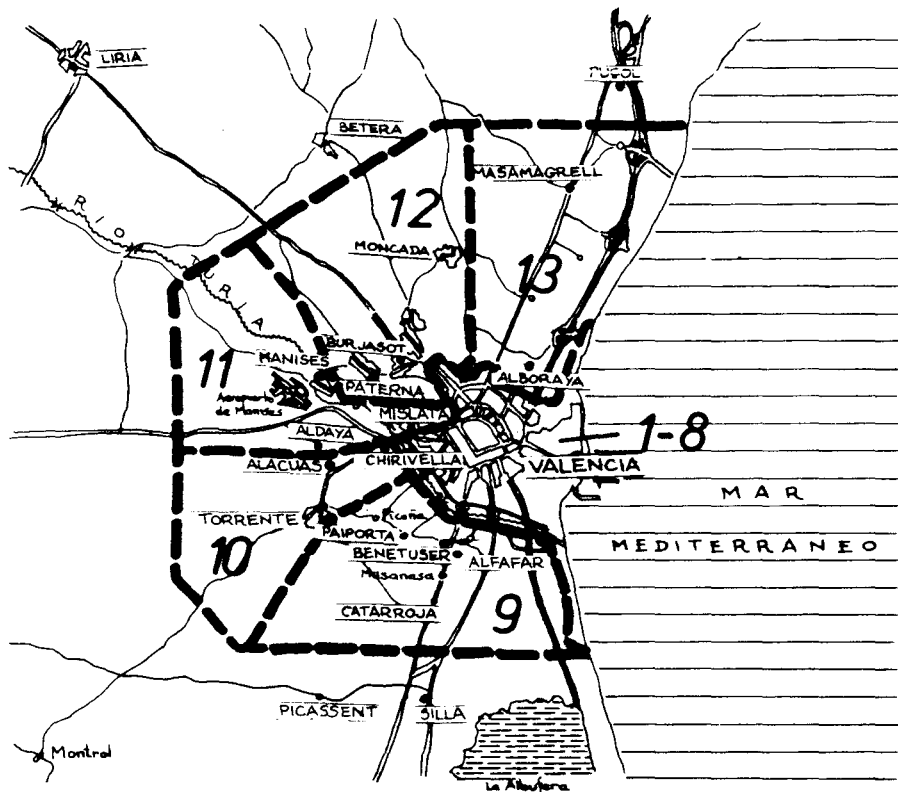 LIRIA
PUÇOL
BETERA
MASAMAGRELL
RIO
TURIA
12
MONCADA
13
BURJASOT
MANISES
11
PATERNA
ALBORAYA
Aeropuerto
de Manises
MISLATA
ALDAYA
1-8
CHIRIVELLA
VALENCIA
ALACUAS
MAR
TORRENTE
Picaña
PAIPORTA
MEDITERRANEO
10
BENETUSER
ALFAFAR
Masanasa
CATARROJA
9
PICASSENT
SILLA
Montral
La Albufera